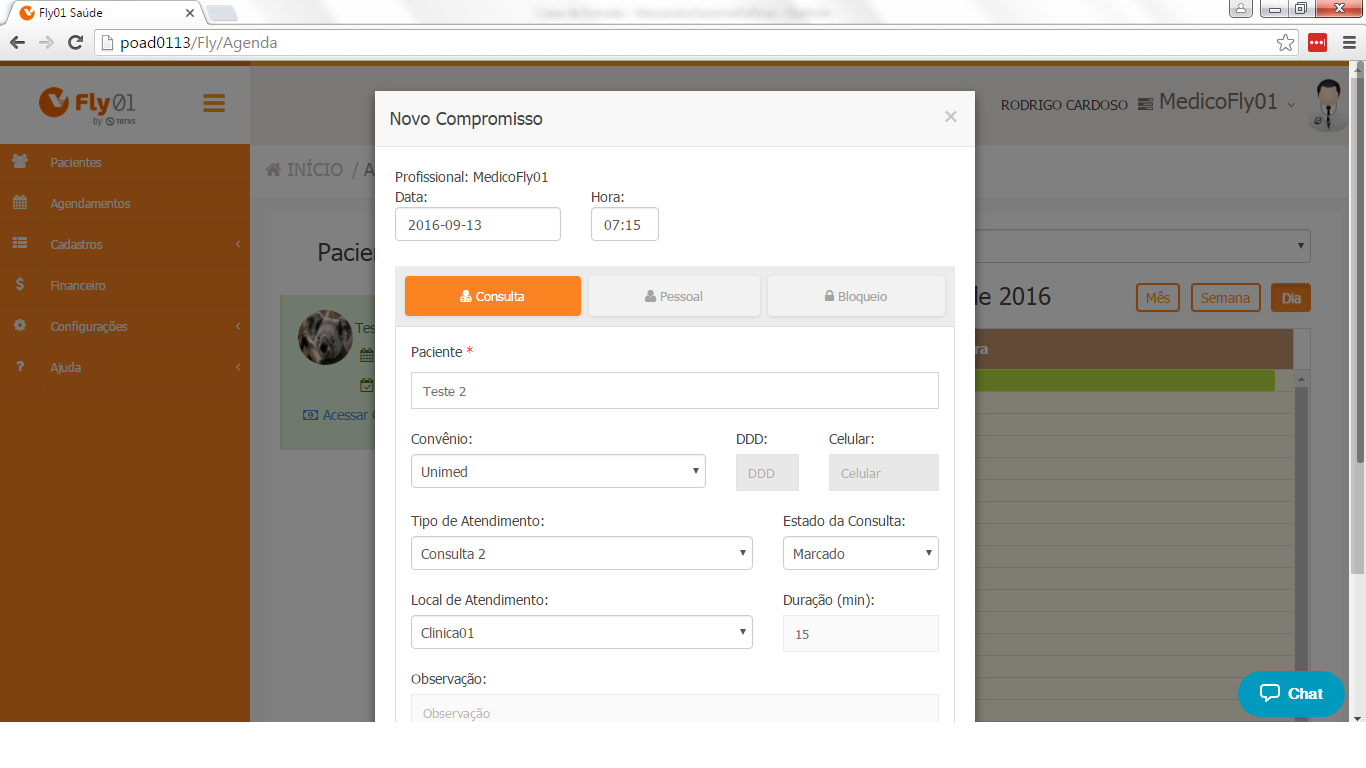 Fly01 Saúde
poad0113/Fly/Agenda
Fly01
by TOTVS
RODRIGO CARDOSO MedicoFly01
Pacientes
Agendamentos
Cadastros
Financeiro
Configurações
Ajuda
INÍCIO / A
Pacie
Tes
Acessar
de 2016
Mês
Semana
Dia
ra
Novo Compromisso
×
Profissional: MedicoFly01
Data: Hora:
2016-09-13 07:15
Consulta Pessoal Bloqueio
Paciente *
Teste 2
Convênio: DDD: Celular:
Unimed DDD Celular
Tipo de Atendimento: Estado da Consulta:
Consulta 2 Marcado
Local de Atendimento: Duração (min):
Clinica01 15
Observação:
Observação
Chat